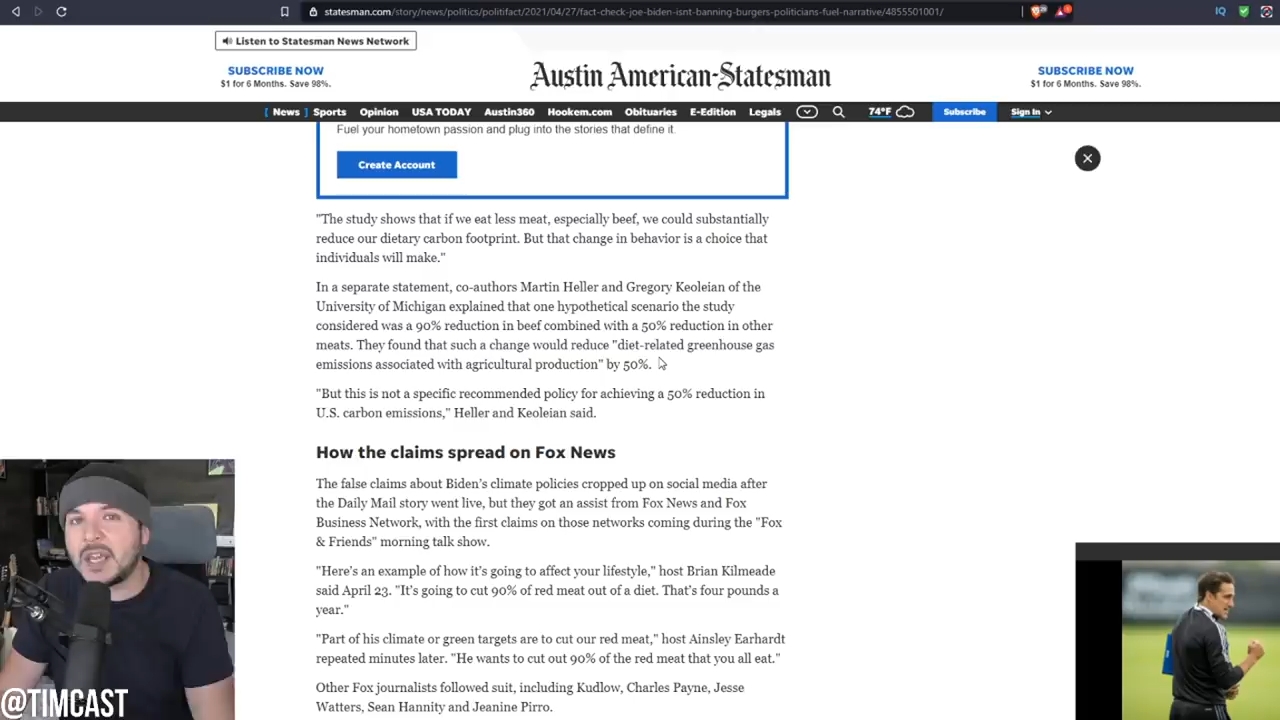 statesman.com/story/news/politics/politifact/2021/04/27/fact-check-joe-biden-isnt-banning-burgers-politicians-fuel-narrative/4855501001/
IQ
Listen to Statesman News Network
SUBSCRIBE NOW
$1 for 6 Months. Save 98%.
Austin American-Statesman
SUBSCRIBE NOW
$1 for 6 Months. Save 98%.
[ News ] Sports Opinion USA TODAY Austin360 Hookem.com Obituaries E-Edition Legals 74°F Subscribe Sign In
Fuel your hometown passion and plug into the stories that define it.
Create Account
"The study shows that if we eat less meat, especially beef, we could substantially
reduce our dietary carbon footprint. But that change in behavior is a choice that
individuals will make."
In a separate statement, co-authors Martin Heller and Gregory Keoleian of the
University of Michigan explained that one hypothetical scenario the study
considered was a 90% reduction in beef combined with a 50% reduction in other
meats. They found that such a change would reduce "diet-related greenhouse gas
emissions associated with agricultural production" by 50%.
"But this is not a specific recommended policy for achieving a 50% reduction in
U.S. carbon emissions," Heller and Keoleian said.
How the claims spread on Fox News
The false claims about Biden's climate policies cropped up on social media after
the Daily Mail story went live, but they got an assist from Fox News and Fox
Business Network, with the first claims on those networks coming during the "Fox
& Friends" morning talk show.
"Here's an example of how it's going to affect your lifestyle," host Brian Kilmeade
said April 23. "It's going to cut 90% of red meat out of a diet. That's four pounds a
year."
"Part of his climate or green targets are to cut our red meat," host Ainsley Earhardt
repeated minutes later. "He wants to cut out 90% of the red meat that you all eat."
Other Fox journalists followed suit, including Kudlow, Charles Payne, Jesse
Watters, Sean Hannity and Jeanine Pirro.
@TIMCAST